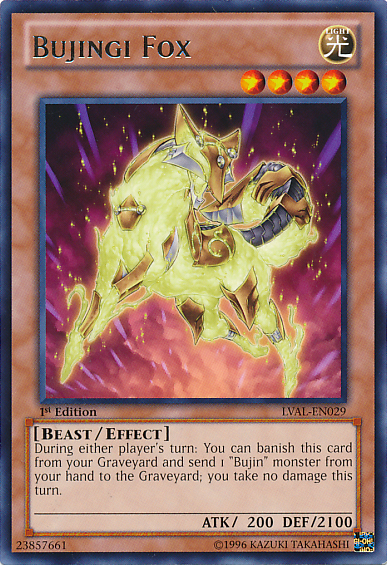 Bujingi Fox
LIGHT
光
1st Edition
LVAL-EN029
[Beast/Effect]
During either player's turn: You can banish this card
from your Graveyard and send 1 "Bujin" monster from
your hand to the Graveyard; you take no damage this
turn.
ATK/ 200 DEF/2100
23857661
©1996 KAZUKI TAKAHASHI